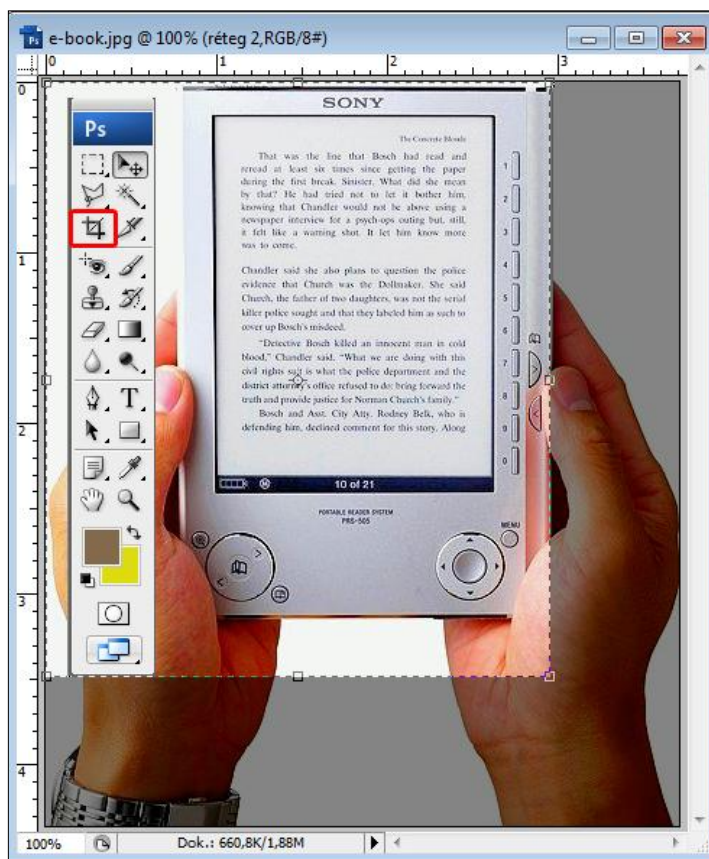 e-book.jpg @ 100% (réteg 2,RGB/8#)
0 1 2 3
0
1
2
3
4
Ps
T
SONY
The Concrete Blonde
That was the line that Bosch had read and
reread at least six times since getting the paper
during the first break. Sinister. What did she mean
by that? He had tried not to let it bother him,
knowing that Chandler would not be above using a
newspaper interview for a psych-ops outing but, still,
it felt like a warning shot. It let him know more
was to come.
Chandler said she also plans to question the police
evidence that Church was the Dollmaker. She said
Church, the father of two daughters, was not the serial
killer police sought and that they labeled him as such to
cover up Bosch's misdeed.
"Detective Bosch killed an innocent man in cold
blood," Chandler said. "What we are doing with this
civil rights suit is what the police department and the
district attorney's office refused to do: bring forward the
truth and provide justice for Norman Church's family."
Bosch and Asst. City Atty. Rodney Belk, who is
defending him, declined comment for this story. Along
1
2
3
4
5
6
7
8
9
0
10 of 21
PORTABLE READER SYSTEM
PRS-505
MENU
100% Dok.: 660,8K/1,88M